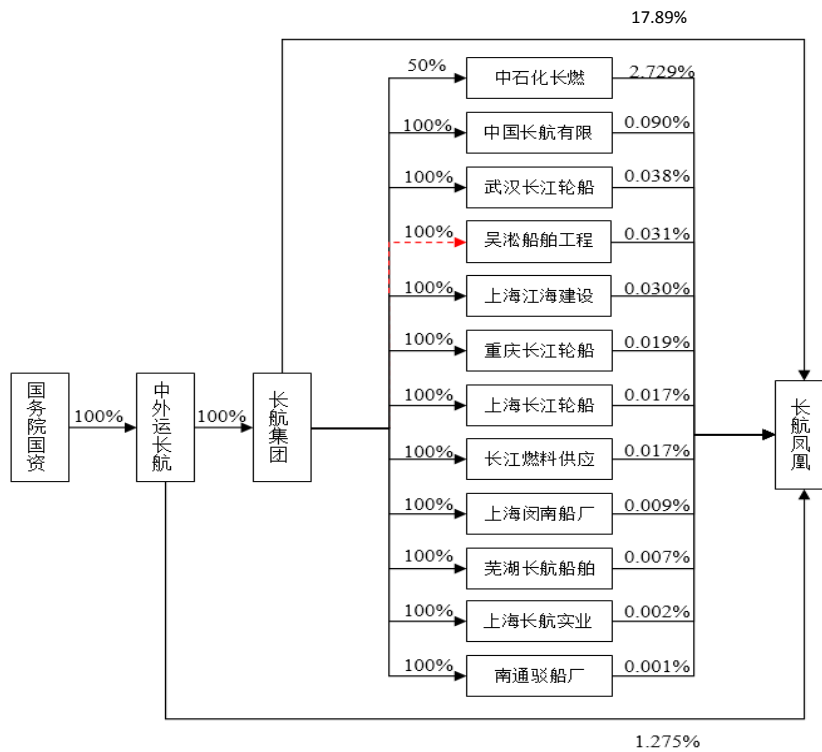 17.89%
50%
中石化长燃
2.729%
100%
中国长航有限
0.090%
100%
武汉长江轮船
0.038%
100%
吴淞船舶工程
0.031%
100%
上海江海建设
0.030%
100%
重庆长江轮船
0.019%
国务院国资
100%
中外运长航
100%
长航集团
100%
上海长江轮船
0.017%
长航凤凰
100%
长江燃料供应
0.017%
100%
上海闵南船厂
0.009%
100%
芜湖长航船舶
0.007%
100%
上海长航实业
0.002%
100%
南通驳船厂
0.001%
1.275%